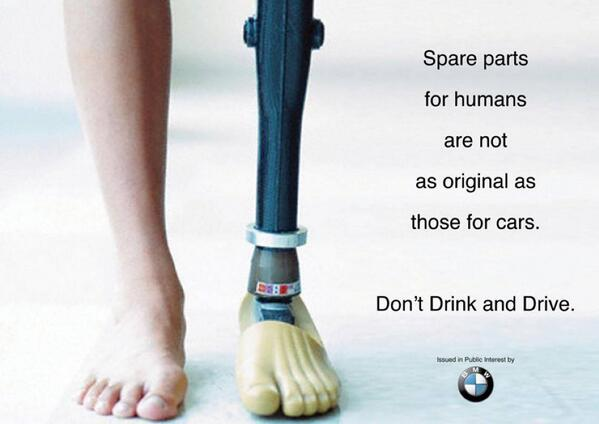 Spare parts
for humans
are not
as original as
those for cars.
Don't Drink and Drive.
Issued in Public Interest by
BMW